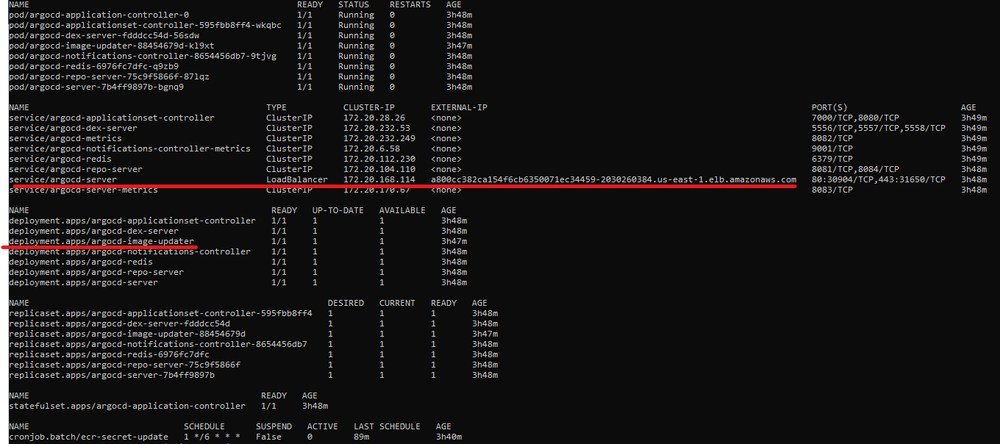 NAME READY STATUS RESTARTS AGE
pod/argocd-application-controller-0 1/1 Running 0 3h48m
pod/argocd-applicationset-controller-595fbb8ff4-wkqbc 1/1 Running 0 3h48m
pod/argocd-dex-server-fdddcc54d-56sdw 1/1 Running 0 3h48m
pod/argocd-image-updater-88454679d-kl9xt 1/1 Running 0 3h47m
pod/argocd-notifications-controller-8654456db7-9tjvg 1/1 Running 0 3h48m
pod/argocd-redis-6976fc7dfc-q9zb9 1/1 Running 0 3h48m
pod/argocd-repo-server-75c9f5866f-87lqz 1/1 Running 0 3h48m
pod/argocd-server-7b4ff9897b-bgnq9 1/1 Running 0 3h48m
NAME TYPE CLUSTER-IP EXTERNAL-IP PORT(S) AGE
service/argocd-applicationset-controller ClusterIP 172.20.28.26 <none> 7000/TCP,8080/TCP 3h49m
service/argocd-dex-server ClusterIP 172.20.232.53 <none> 5556/TCP,5557/TCP,5558/TCP 3h49m
service/argocd-metrics ClusterIP 172.20.232.249 <none> 8082/TCP 3h49m
service/argocd-notifications-controller-metrics ClusterIP 172.20.6.58 <none> 9001/TCP 3h49m
service/argocd-redis ClusterIP 172.20.112.230 <none> 6379/TCP 3h49m
service/argocd-repo-server ClusterIP 172.20.104.110 <none> 8081/TCP,8084/TCP 3h48m
service/argocd-server LoadBalancer 172.20.168.114 a800cc382ca154f6cb6350071ec34459-2030260384.us-east-1.elb.amazonaws.com 80:30904/TCP,443:31650/TCP 3h48m
service/argocd-server-metrics ClusterIP 172.20.170.67 <none> 8083/TCP 3h48m
NAME READY UP-TO-DATE AVAILABLE AGE
deployment.apps/argocd-applicationset-controller 1/1 1 1 3h48m
deployment.apps/argocd-dex-server 1/1 1 1 3h48m
deployment.apps/argocd-image-updater 1/1 1 1 3h47m
deployment.apps/argocd-notifications-controller 1/1 1 1 3h48m
deployment.apps/argocd-redis 1/1 1 1 3h48m
deployment.apps/argocd-repo-server 1/1 1 1 3h48m
deployment.apps/argocd-server 1/1 1 1 3h48m
NAME DESIRED CURRENT READY AGE
replicaset.apps/argocd-applicationset-controller-595fbb8ff4 1 1 1 3h48m
replicaset.apps/argocd-dex-server-fdddcc54d 1 1 1 3h48m
replicaset.apps/argocd-image-updater-88454679d 1 1 1 3h47m
replicaset.apps/argocd-notifications-controller-8654456db7 1 1 1 3h48m
replicaset.apps/argocd-redis-6976fc7dfc 1 1 1 3h48m
replicaset.apps/argocd-repo-server-75c9f5866f 1 1 1 3h48m
replicaset.apps/argocd-server-7b4ff9897b 1 1 1 3h48m
NAME READY AGE
statefulset.apps/argocd-application-controller 1/1 3h48m
NAME SCHEDULE SUSPEND ACTIVE LAST SCHEDULE AGE
cronjob.batch/ecr-secret-update 1 */6 * * * False 0 89m 3h40m